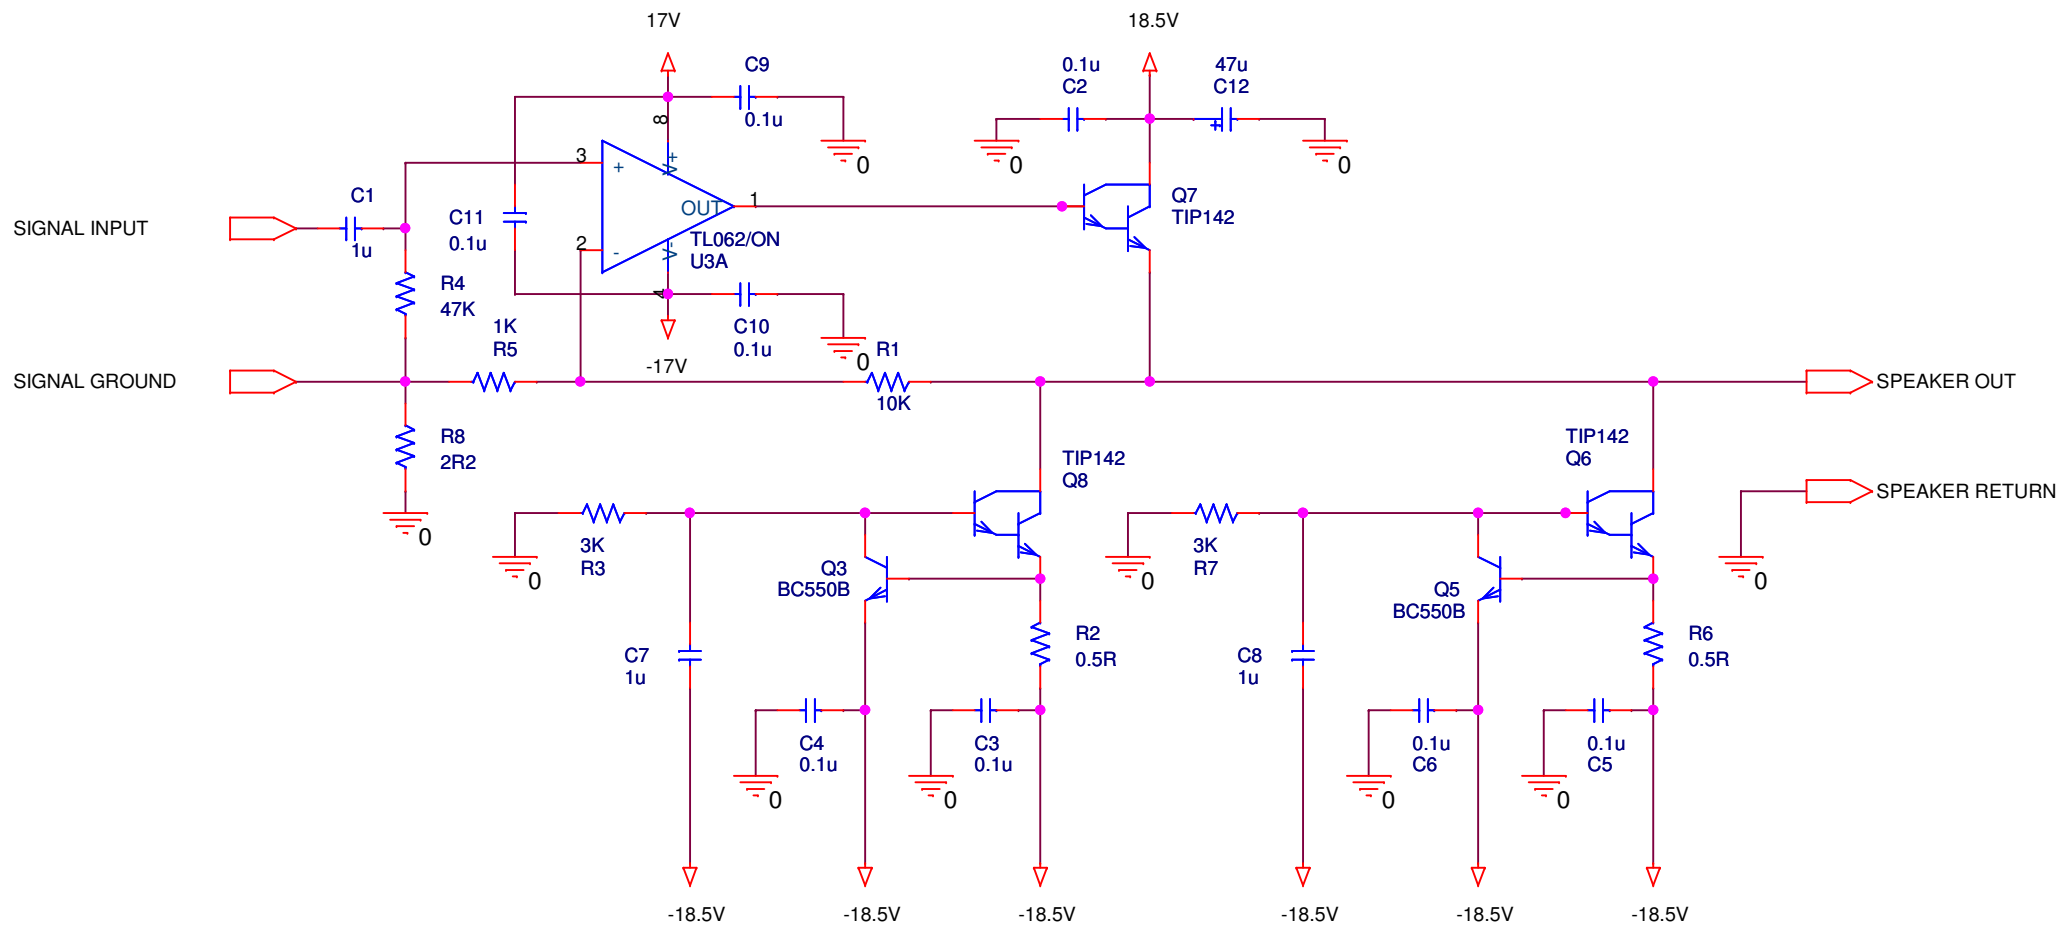 17V
18.5V
C9
0.1u
0.1u
C2
47u
C12
8
V+
0
0
0
3
+
C1
1u
SIGNAL INPUT
C11
0.1u
OUT
1
Q7
TIP142
2
-
V-
TL062/ON
U3A
4
R4
47K
1K
R5
C10
0.1u
0
-17V
R1
10K
SIGNAL GROUND
SPEAKER OUT
R8
2R2
0
TIP142
Q8
TIP142
Q6
SPEAKER RETURN
3K
R3
0
Q3
BC550B
3K
R7
0
Q5
BC550B
0
C7
1u
R2
0.5R
C8
1u
R6
0.5R
C4
0.1u
0
C3
0.1u
0
0.1u
C6
0
0.1u
C5
0
-18.5V
-18.5V
-18.5V
-18.5V
-18.5V
-18.5V